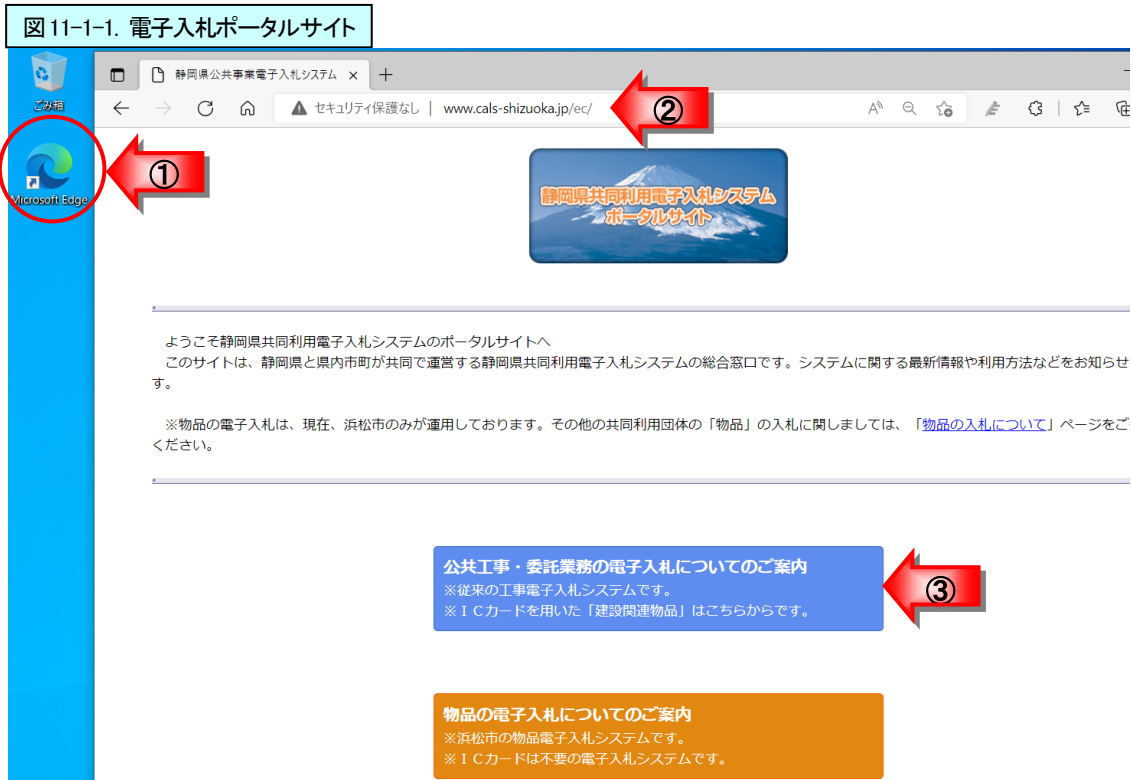 図11-1-1. 電子入札ポータルサイト
ごみ箱
静岡県公共事業電子入札システム
セキュリティ保護なし | www.cals-shizuoka.jp/ec/
②
①
Microsoft Edge
静岡県共同利用電子入札システム
ポータルサイト
ようこそ静岡県共同利用電子入札システムのポータルサイトへ
このサイトは、静岡県と県内市町が共同で運営する静岡県共同利用電子入札システムの総合窓口です。システムに関する最新情報や利用方法などをお知らせ
す。
※物品の電子入札は、現在、浜松市のみが運用しております。その他の共同利用団体の「物品」の入札に関しましては、「物品の入札について」ページをご
ください。
公共工事・委託業務の電子入札についてのご案内
※従来の工事電子入札システムです。
※ＩＣカードを用いた「建設関連物品」はこちらからです。
③
物品の電子入札についてのご案内
※浜松市の物品電子入札システムです。
※ＩＣカードは不要の電子入札システムです。